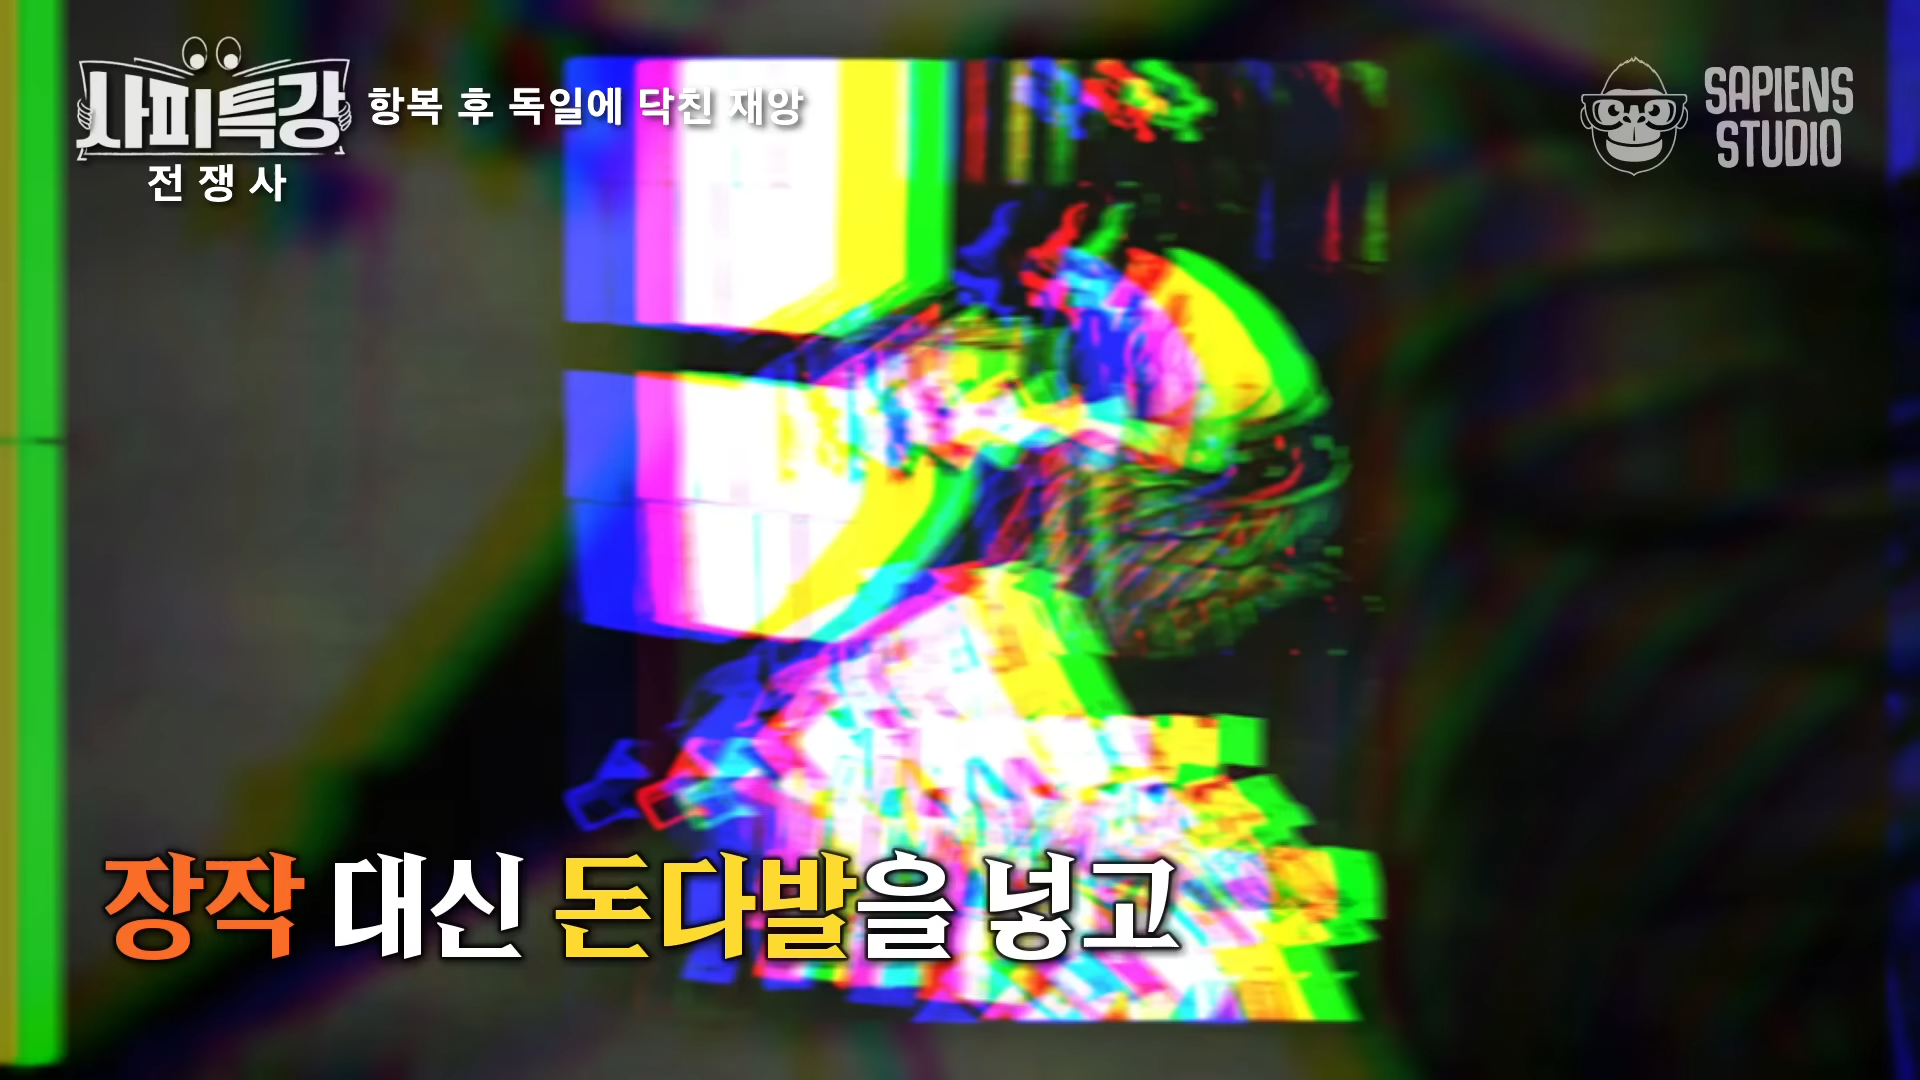 사피특강
전쟁사
항복 후 독일에 닥친 재앙
SAPIENS
STUDIO
장작 대신 돈다발을 넣고